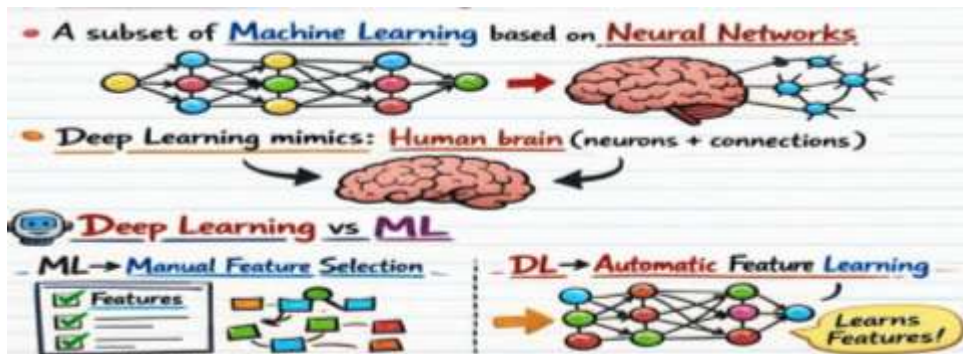 A subset of Machine Learning based on Neural Networks
Deep Learning mimics: Human brain (neurons + connections)
Deep Learning vs ML
ML→ Manual Feature Selection
DL→ Automatic Feature Learning
Features
Learns
Features!